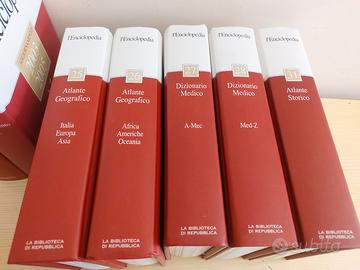 l'Enciclopedia
25
Atlante
Geografico
Italia
Europa
Asia
LA BIBLIOTECA
DI REPUBBLICA
l'Enciclopedia
26
Atlante
Geografico
Africa
Americhe
Oceania
LA BIBLIOTECA
DI REPUBBLICA
l'Enciclopedia
27
Dizionario
Medico
A-Mec
LA BIBLIOTECA
DI REPUBBLICA
l'Enciclopedia
28
Dizionario
Medico
Med-Z
LA BIBLIOTECA
DI REPUBBLICA
l'Enciclopedia
31
Atlante
Storico
LA BIBLIOTECA
DI REPUBBLICA
subito